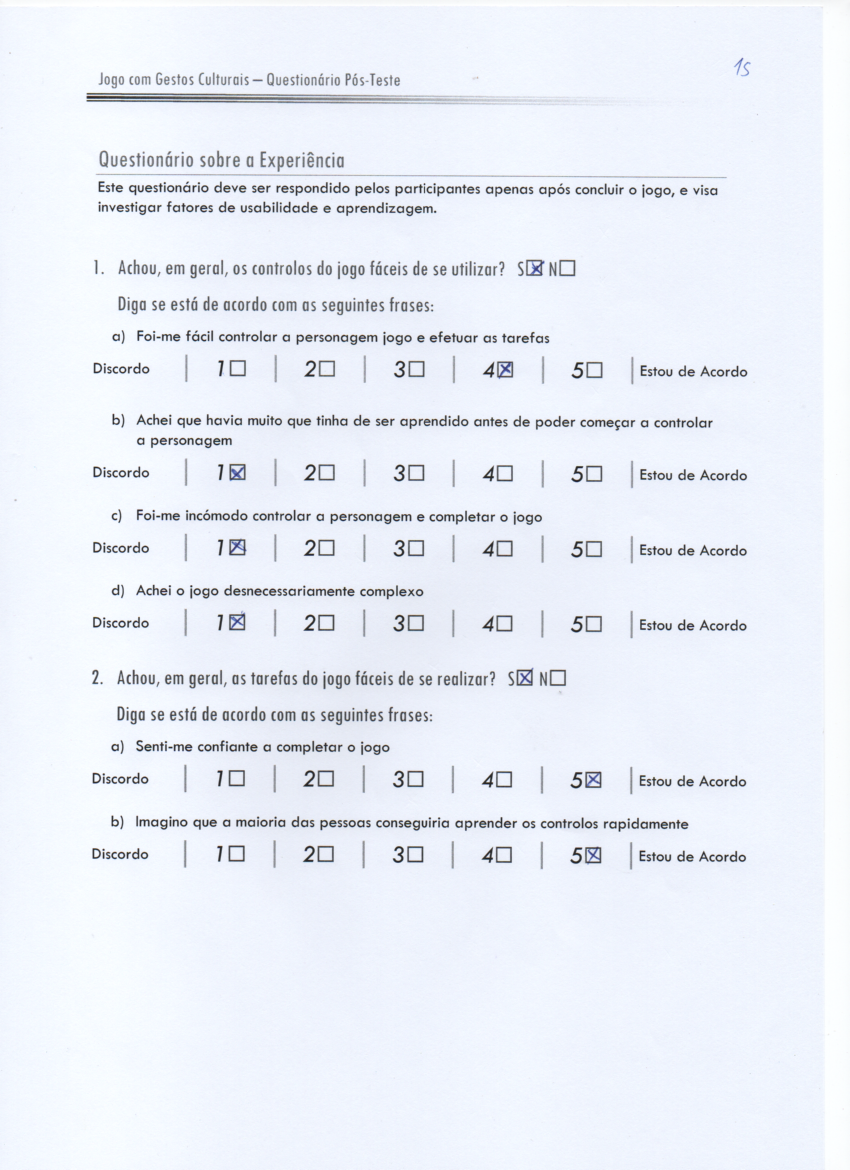 Jogo com Gestos Culturais – Questionário Pós-Teste
15
Questionário sobre a Experiência
Este questionário deve ser respondido pelos participantes apenas após concluir o jogo, e visa
investigar fatores de usabilidade e aprendizagem.
1. Achou, em geral, os controlos do jogo fáceis de se utilizar? S☒ N☐
Diga se está de acordo com as seguintes frases:
a) Foi-me fácil controlar a personagem jogo e efetuar as tarefas
Discordo | 1☐ | 2☐ | 3☐ | 4☒ | 5☐ | Estou de Acordo
b) Achei que havia muito que tinha de ser aprendido antes de poder começar a controlar
a personagem
Discordo | 1☒ | 2☐ | 3☐ | 4☐ | 5☐ | Estou de Acordo
c) Foi-me incómodo controlar a personagem e completar o jogo
Discordo | 1☒ | 2☐ | 3☐ | 4☐ | 5☐ | Estou de Acordo
d) Achei o jogo desnecessariamente complexo
Discordo | 1☒ | 2☐ | 3☐ | 4☐ | 5☐ | Estou de Acordo
2. Achou, em geral, as tarefas do jogo fáceis de se realizar? S☒ N☐
Diga se está de acordo com as seguintes frases:
a) Senti-me confiante a completar o jogo
Discordo | 1☐ | 2☐ | 3☐ | 4☐ | 5☒ | Estou de Acordo
b) Imagino que a maioria das pessoas conseguiria aprender os controlos rapidamente
Discordo | 1☐ | 2☐ | 3☐ | 4☐ | 5☒ | Estou de Acordo